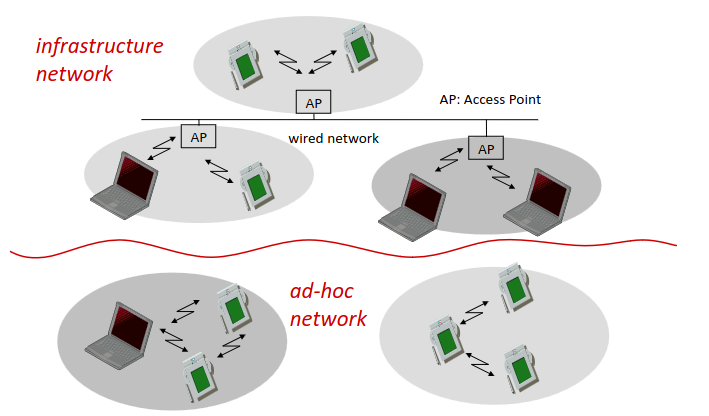 infrastructure
network
AP
AP: Access Point
AP
wired network
AP
ad-hoc
network